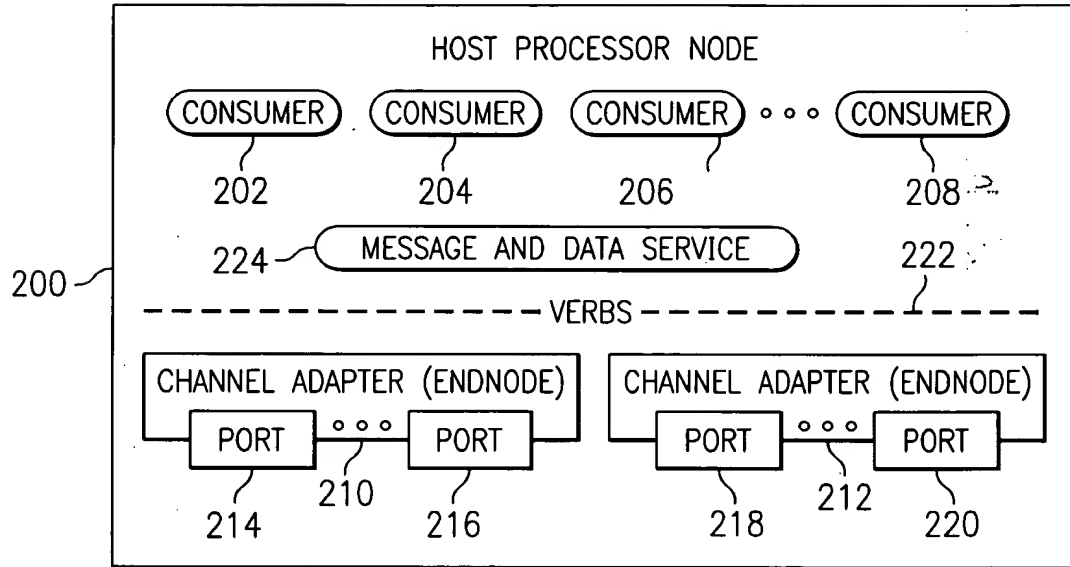 HOST PROCESSOR NODE
CONSUMER CONSUMER CONSUMER CONSUMER
202 204 206 208
224 MESSAGE AND DATA SERVICE
200 222
VERBS
CHANNEL ADAPTER (ENDNODE) CHANNEL ADAPTER (ENDNODE)
PORT PORT PORT PORT
214 210 216 218 212 220